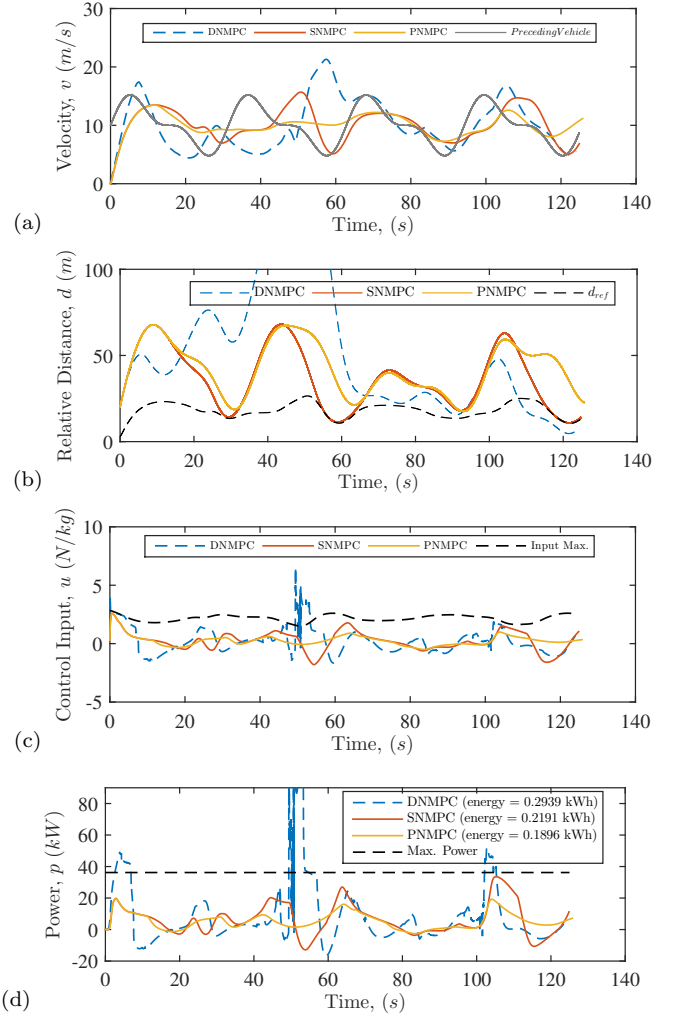 30
20
10
0
Velocity, v (m/s)
DNMPC SNMPC PNMPC PrecedingVehicle
0 20 40 60 80 100 120 140
Time, (s)
(a)
100
50
0
Relative Distance, d (m)
DNMPC SNMPC PNMPC d_ref
0 20 40 60 80 100 120 140
Time, (s)
(b)
10
5
0
-5
Control Input, u (N/kg)
DNMPC SNMPC PNMPC Input Max.
0 20 40 60 80 100 120 140
Time, (s)
(c)
80
60
40
20
0
-20
Power, p (kW)
DNMPC (energy = 0.2939 kWh)
SNMPC (energy = 0.2191 kWh)
PNMPC (energy = 0.1896 kWh)
Max. Power
0 20 40 60 80 100 120 140
Time, (s)
(d)